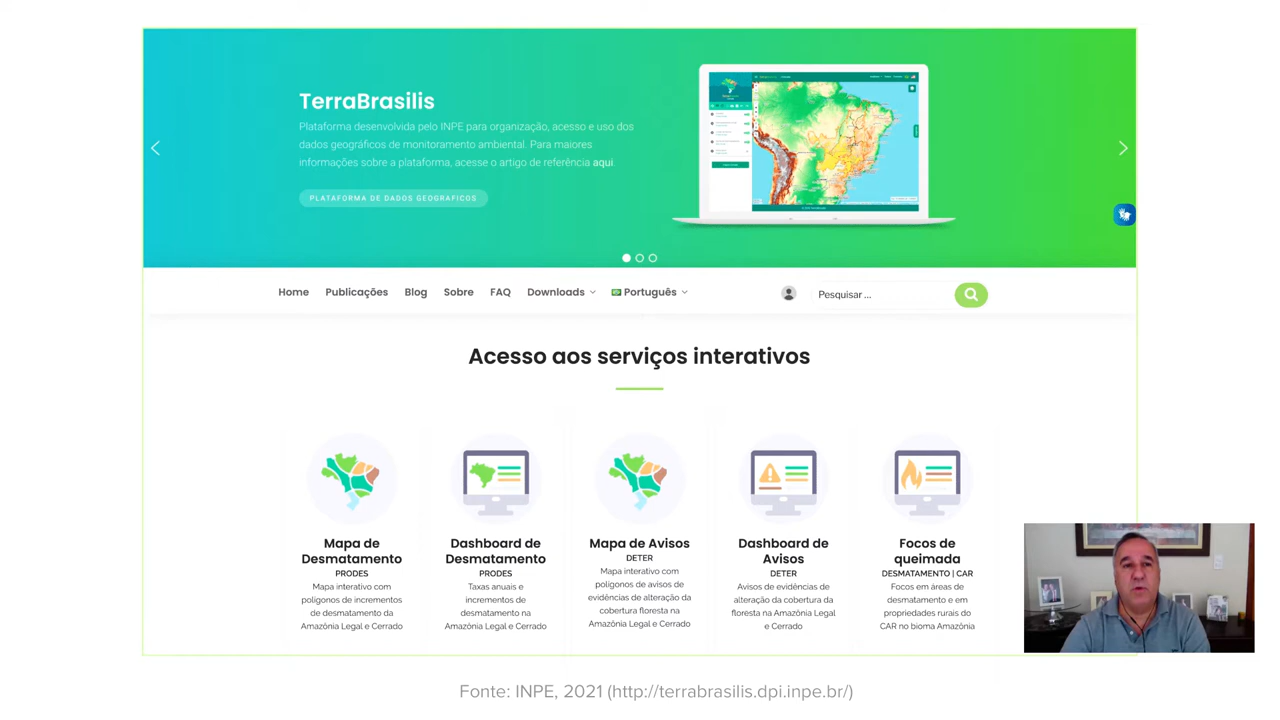 TerraBrasilis
Plataforma desenvolvida pelo INPE para organização, acesso e uso dos
dados geográficos de monitoramento ambiental. Para maiores
informações sobre a plataforma, acesse o artigo de referência aqui.
PLATAFORMA DE DADOS GEOGRAFICOS
Home Publicações Blog Sobre FAQ Downloads Português Pesquisar ...
Acesso aos serviços interativos
Mapa de
Desmatamento
PRODES
Mapa interativo com
polígonos de incrementos
de desmatamento da
Amazônia Legal e Cerrado
Dashboard de
Desmatamento
PRODES
Taxas anuais e
incrementos de
desmatamento na
Amazônia Legal e Cerrado
Mapa de Avisos
DETER
Mapa interativo com
polígonos de avisos de
evidências de alteração da
cobertura floresta na
Amazônia Legal e Cerrado
Dashboard de
Avisos
DETER
Avisos de evidências de
alteração da cobertura da
floresta na Amazônia Legal
e Cerrado
Focos de
queimada
DESMATAMENTO | CAR
Focos em áreas de
desmatamento e em
propriedades rurais do
CAR no bioma Amazônia
Fonte: INPE, 2021 (http://terrabrasilis.dpi.inpe.br/)